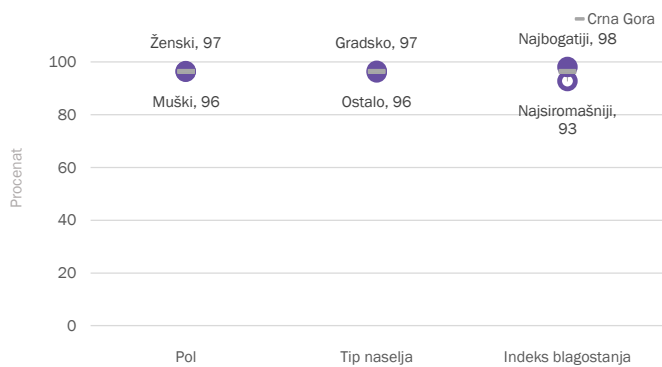 Crna Gora
Ženski, 97
Gradsko, 97
Najbogatiji, 98
100
Muški, 96
Ostalo, 96
Najsiromašniji,
93
80
Procenat
60
40
20
0
Pol
Tip naselja
Indeks blagostanja